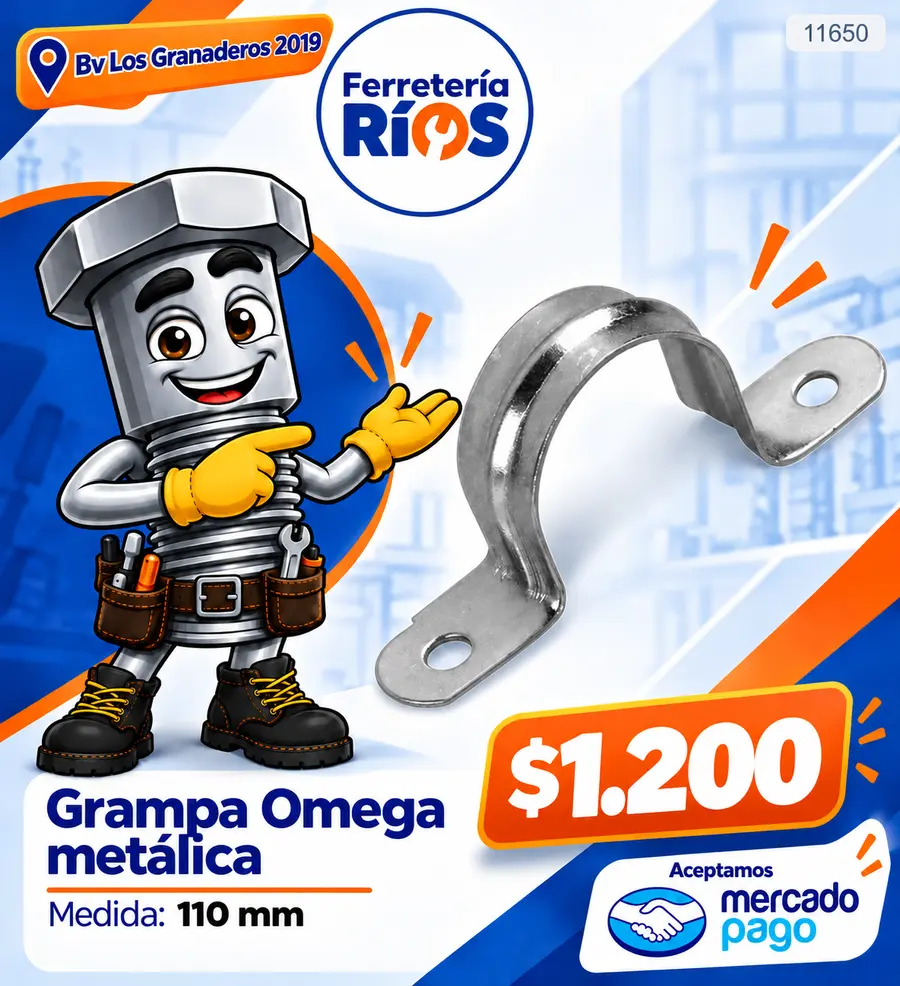 Bv Los Granaderos 2019
Ferretería
RÍOS
11650
$1.200
Grampa Omega
metálica
Medida: 110 mm
Aceptamos
mercado
pago